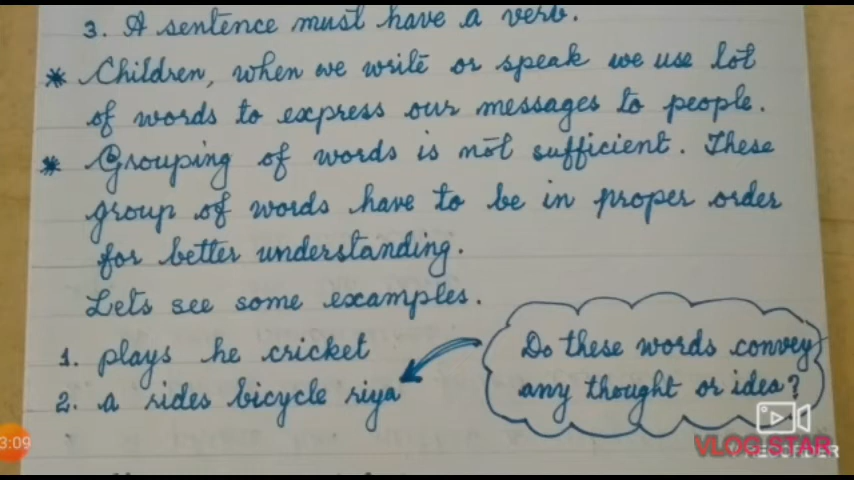 3. A sentence must have a verb.
* Children, when we write or speak we use lot
of words to express our messages to people.
* Grouping of words is not sufficient. These
group of words have to be in proper order
for better understanding.
Lets see some examples.
1. plays he cricket
2. a rides bicycle riya
Do these words convey
any thought or idea?
3:09
VLOG STAR
RECORDER